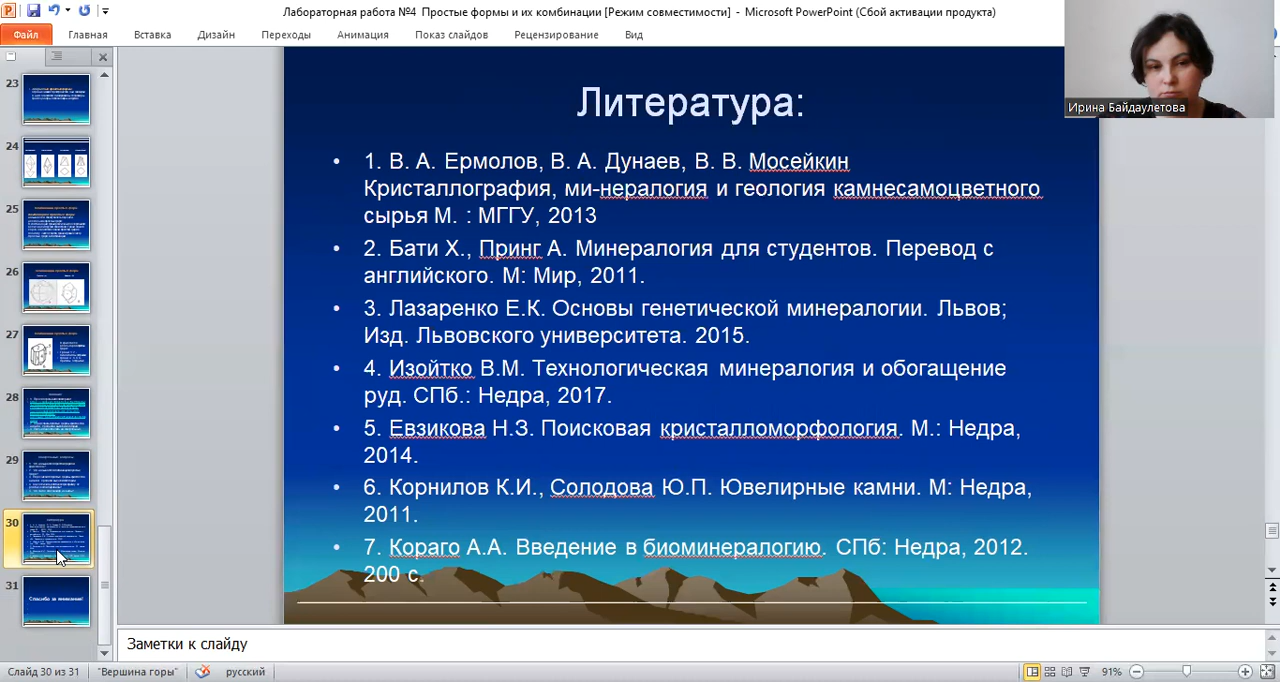 Лабораторная работа №4 Простые формы и их комбинации [Режим совместимости] - Microsoft PowerPoint (Сбой активации продукта)
Файл Главная Вставка Дизайн Переходы Анимация Показ слайдов Рецензирование Вид
Ирина Байдаулетова
23
24
25
26
27
28
29
30
31
Спасибо за внимание!
Литература:
• 1. В. А. Ермолов, В. А. Дунаев, В. В. Мосейкин
Кристаллография, ми-нералогия и геология камнесамоцветного
сырья М. : МГГУ, 2013
• 2. Бати Х., Принг А. Минералогия для студентов. Перевод с
английского. М: Мир, 2011.
• 3. Лазаренко Е.К. Основы генетической минералогии. Львов;
Изд. Львовского университета. 2015.
• 4. Изойтко В.М. Технологическая минералогия и обогащение
руд. СПб.: Недра, 2017.
• 5. Евзикова Н.З. Поисковая кристалломорфология. М.: Недра,
2014.
• 6. Корнилов К.И., Солодова Ю.П. Ювелирные камни. М: Недра,
2011.
• 7. Кораго А.А. Введение в биоминералогию. СПб: Недра, 2012.
200 с.
Заметки к слайду
Слайд 30 из 31 "Вершина горы" русский 91%